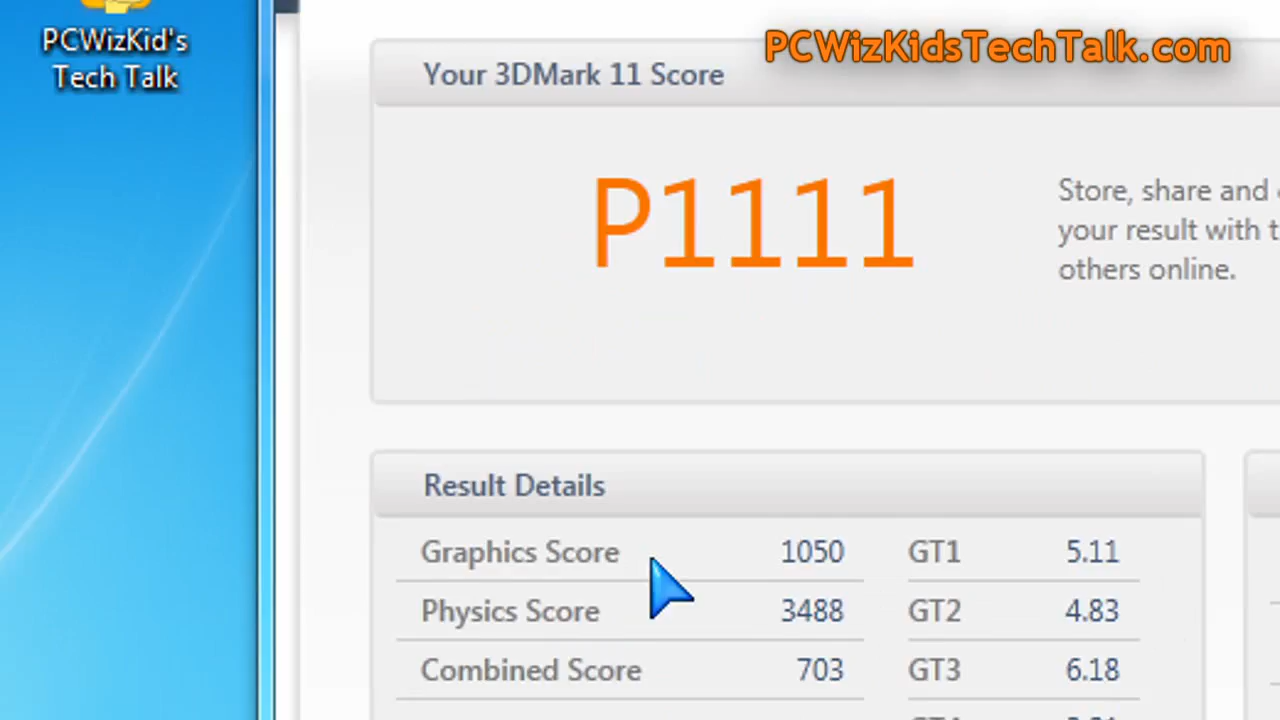 PCWizKid's
Tech Talk
PCWizKidsTechTalk.com
Your 3DMark 11 Score
P1111
Store, share and
your result with
others online.
Result Details
Graphics Score 1050 GT1 5.11
Physics Score 3488 GT2 4.83
Combined Score 703 GT3 6.18